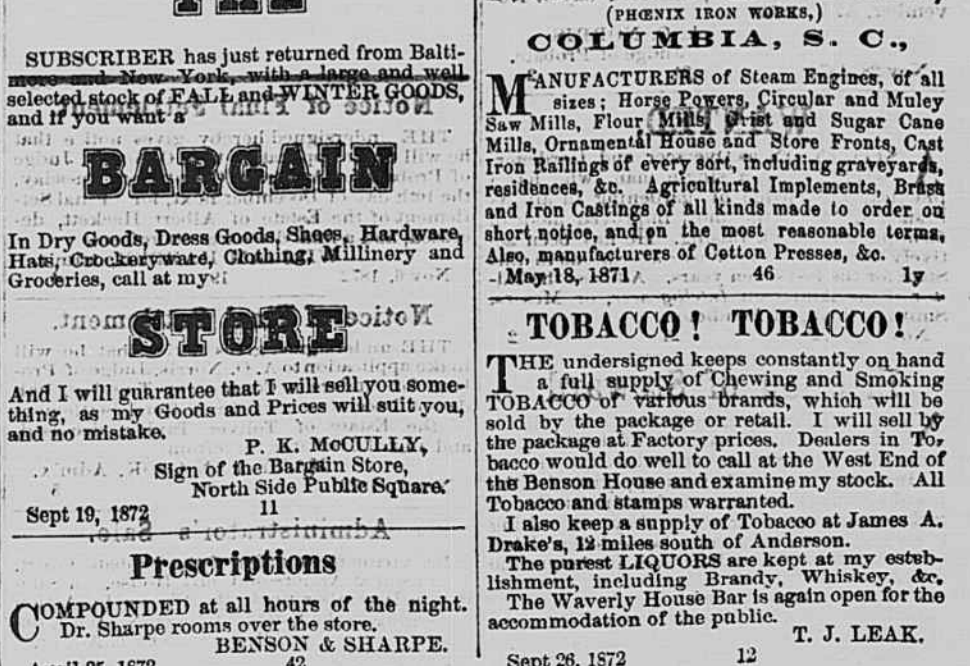 THE
SUBSCRIBER has just returned from Balti-
more and New York, with a large and well
selected stock of FALL and WINTER GOODS,
and if you want a
BARGAIN
In Dry Goods, Dress Goods, Shoes, Hardware,
Hats, Crockeryware, Clothing, Millinery and
Groceries, call at my
STORE
And I will guarantee that I will sell you some-
thing, as my Goods and Prices will suit you,
and no mistake.
P. K. McCULLY,
Sign of the Bargain Store,
North Side Public Square.
Sept 19, 1872 11
Prescriptions
COMPOUNDED at all hours of the night.
Dr. Sharpe rooms over the store.
BENSON & SHARPE.
April 25, 1872 42
(PHŒNIX IRON WORKS,)
COLUMBIA, S. C.,
MANUFACTURERS of Steam Engines, of all
sizes; Horse Powers, Circular and Muley
Saw Mills, Flour Mills, Grist and Sugar Cane
Mills, Ornamental House and Store Fronts, Cast
Iron Railings of every sort, including graveyards,
residences, &c. Agricultural Implements, Brass
and Iron Castings of all kinds made to order on
short notice, and on the most reasonable terms,
Also, manufacturers of Cotton Presses, &c.
May 18, 1871 46 1y
TOBACCO! TOBACCO!
THE undersigned keeps constantly on hand
a full supply of Chewing and Smoking
TOBACCO of various brands, which will be
sold by the package or retail. I will sell by
the package at Factory prices. Dealers in To-
bacco would do well to call at the West End of
the Benson House and examine my stock. All
Tobacco and stamps warranted.
I also keep a supply of Tobacco at James A.
Drake's, 12 miles south of Anderson.
The purest LIQUORS are kept at my estab-
lishment, including Brandy, Whiskey, &c.
The Waverly House Bar is again open for the
accommodation of the public.
T. J. LEAK.
Sept 26, 1872 12